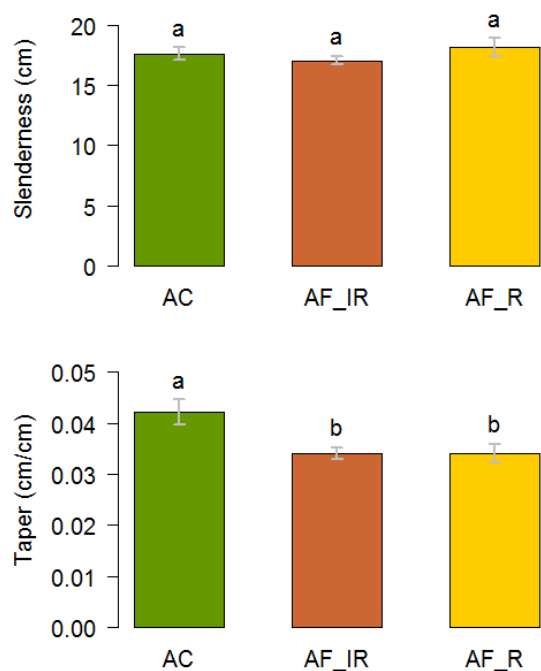 Slenderness (cm)
20
15
10
5
0
a
a
a
AC
AF_IR
AF_R
Taper (cm/cm)
0.05
0.04
0.03
0.02
0.01
0.00
a
b
b
AC
AF_IR
AF_R